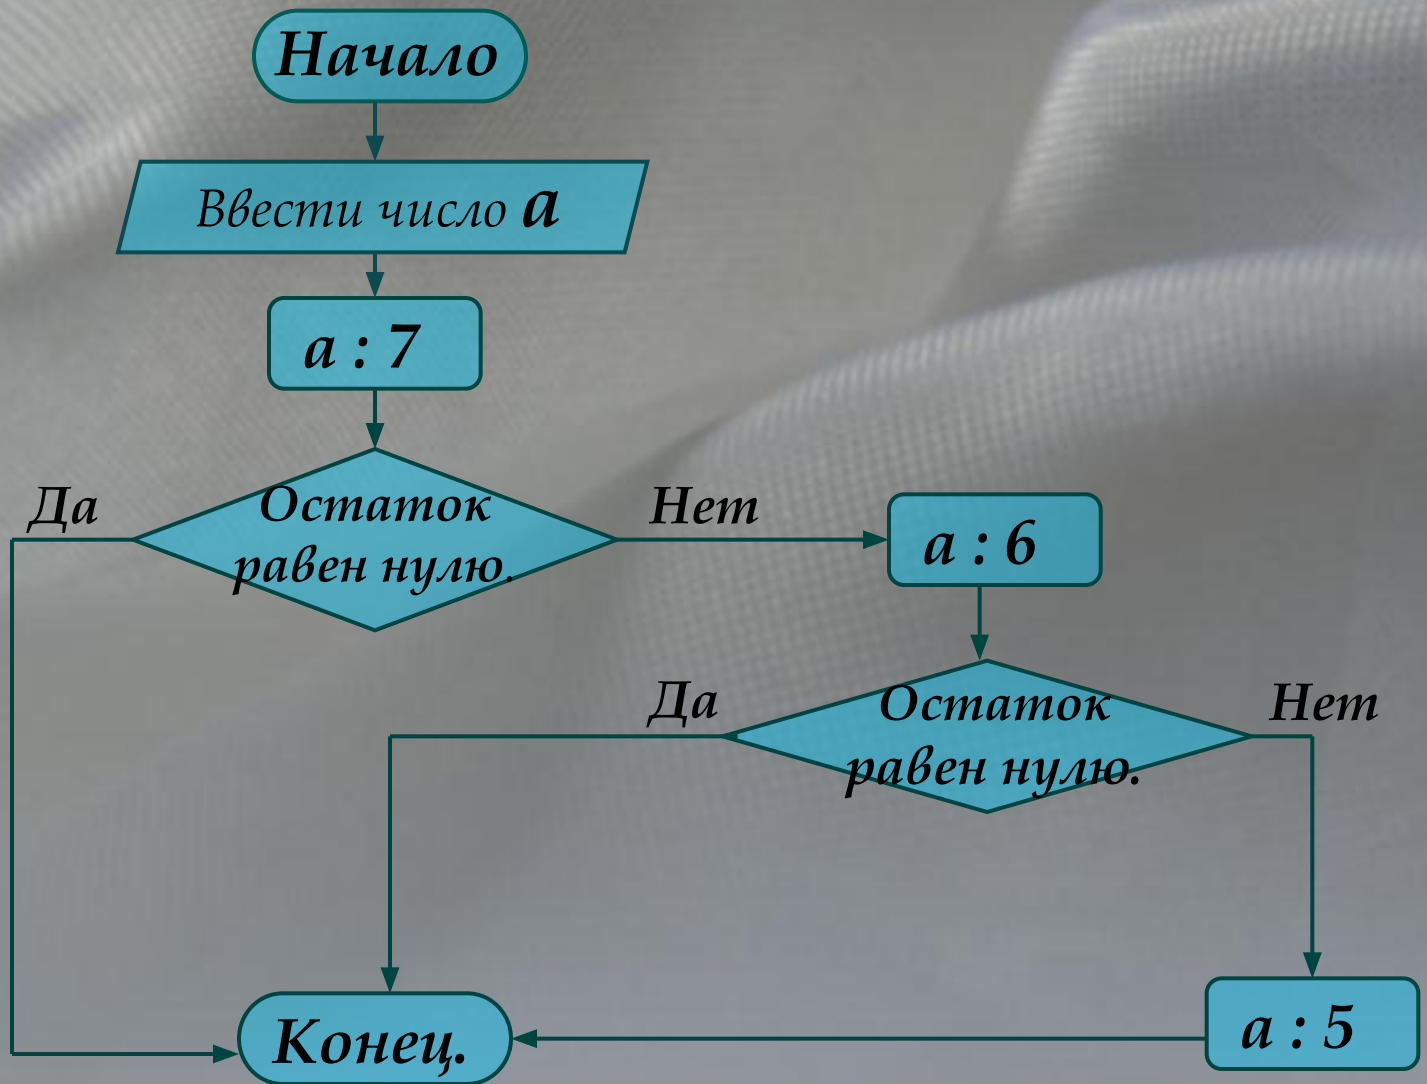 Начало
Ввести число а
а : 7
Да
Остаток
равен нулю.
Нет
а : 6
Да
Остаток
равен нулю.
Нет
а : 5
Конец.